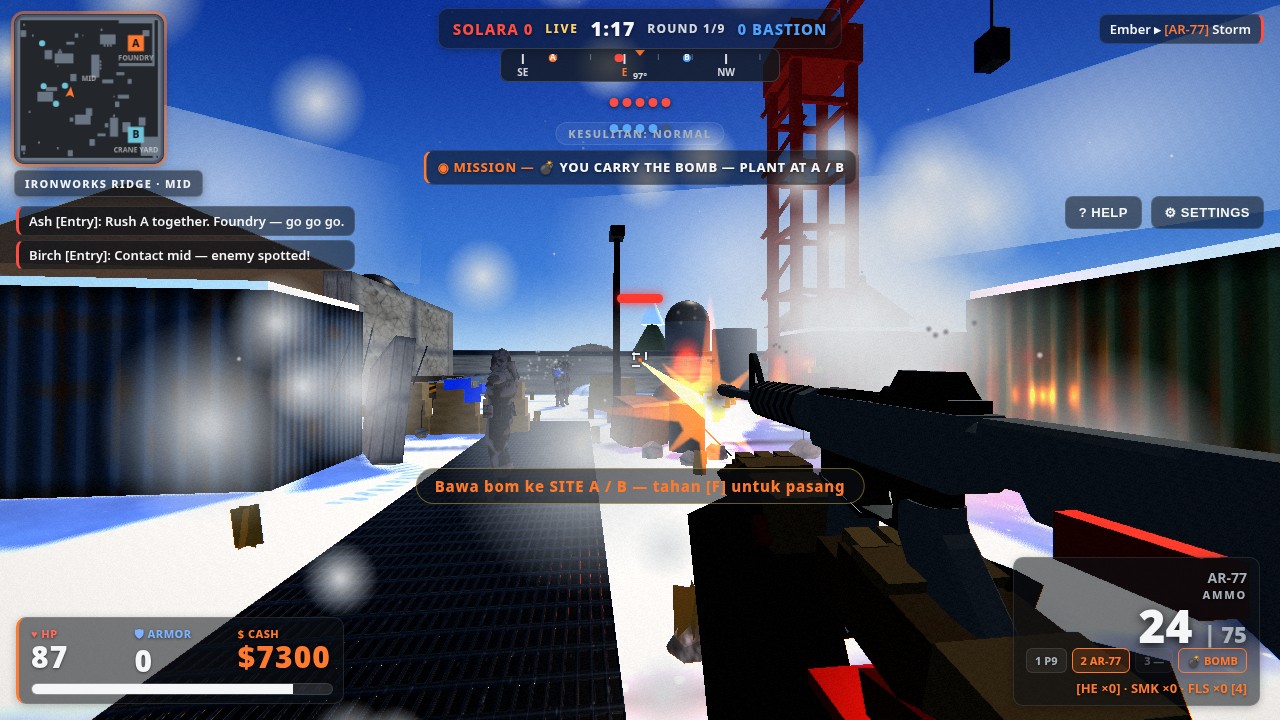 A
FOUNDRY
MID
B
CRANE YARD
IRONWORKS RIDGE · MID
Ash [Entry]: Rush A together. Foundry — go go go.
Birch [Entry]: Contact mid — enemy spotted!
SOLARA 0 LIVE 1:17 ROUND 1/9 0 BASTION
A B
SE E 97° NW
KESULITAN: NORMAL
◉ MISSION — 💣 YOU CARRY THE BOMB — PLANT AT A / B
Ember ▸ [AR-77] Storm
? HELP ⚙ SETTINGS
Bawa bom ke SITE A / B — tahan [F] untuk pasang
♥ HP 🛡 ARMOR $ CASH
87 0 $7300
AR-77
AMMO
24 | 75
1 P9 2 AR-77 3 — 💣 BOMB
[HE ×0] · SMK ×0 · FLS ×0 [4]